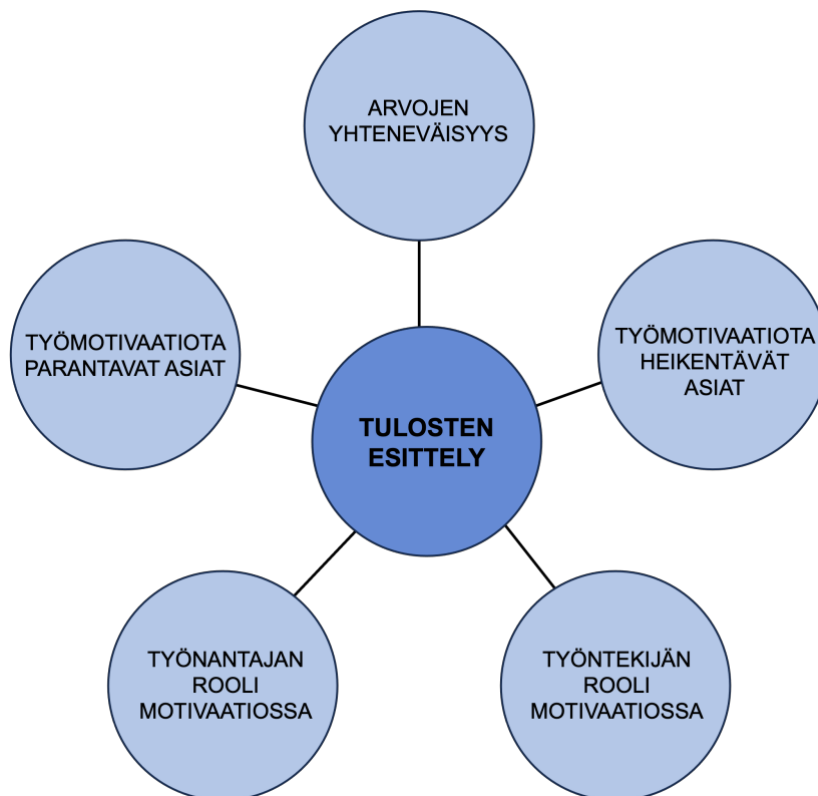 ARVOJEN
YHTENEVÄISYYS
TYÖMOTIVAATIOTA
PARANTAVAT ASIAT
TYÖMOTIVAATIOTA
HEIKENTÄVÄT
ASIAT
TULOSTEN
ESITTELY
TYÖNANTAJAN
ROOLI
MOTIVAATIOSSA
TYÖNTEKIJÄN
ROOLI
MOTIVAATIOSSA